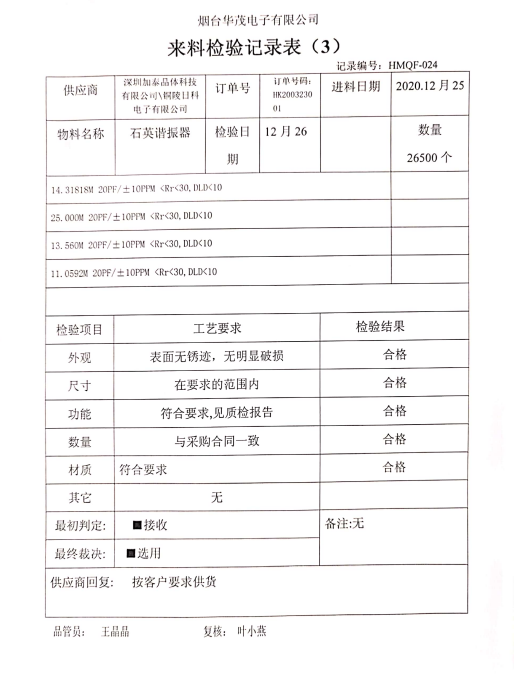 烟台华茂电子有限公司
来料检验记录表（3）
记录编号：HMQF-024
供应商 深圳加泰晶体科技有限公司\铜陵日科电子有限公司 订单号 订单号码：HK200323001 进料日期 2020.12月25
物料名称 石英谐振器 检验日期 12月26 数量 26500个
14.31818M 20PF/±10PPM <Rr<30,DLD<10
25.000M 20PF/±10PPM <Rr<30,DLD<10
13.560M 20PF/±10PPM <Rr<30,DLD<10
11.0592M 20PF/±10PPM <Rr<30,DLD<10
检验项目 工艺要求 检验结果
外观 表面无锈迹，无明显破损 合格
尺寸 在要求的范围内 合格
功能 符合要求,见质检报告 合格
数量 与采购合同一致 合格
材质 符合要求 合格
其它 无
最初判定: ■接收 备注:无
最终裁决: ■选用
供应商回复: 按客户要求供货
品管员: 王晶晶 复核: 叶小燕